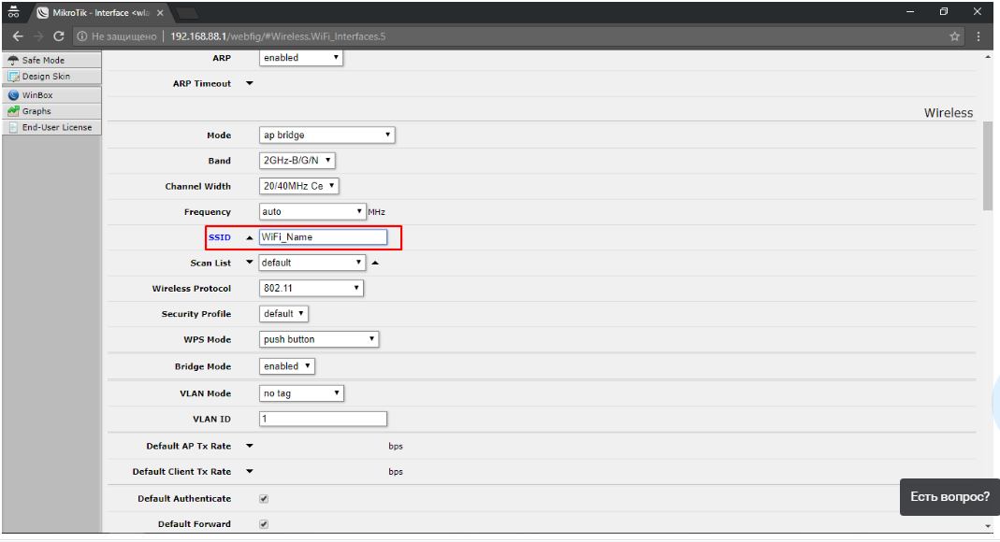 MikroTik - Interface <wla
Не защищено | 192.168.88.1/webfig/#Wireless.WiFi_Interfaces.5
Safe Mode
Design Skin
WinBox
Graphs
End-User License
ARP enabled
ARP Timeout
Wireless
Mode ap bridge
Band 2GHz-B/G/N
Channel Width 20/40MHz Ce
Frequency auto MHz
SSID WiFi_Name
Scan List default
Wireless Protocol 802.11
Security Profile default
WPS Mode push button
Bridge Mode enabled
VLAN Mode no tag
VLAN ID 1
Default AP Tx Rate bps
Default Client Tx Rate bps
Default Authenticate
Default Forward
Есть вопрос?